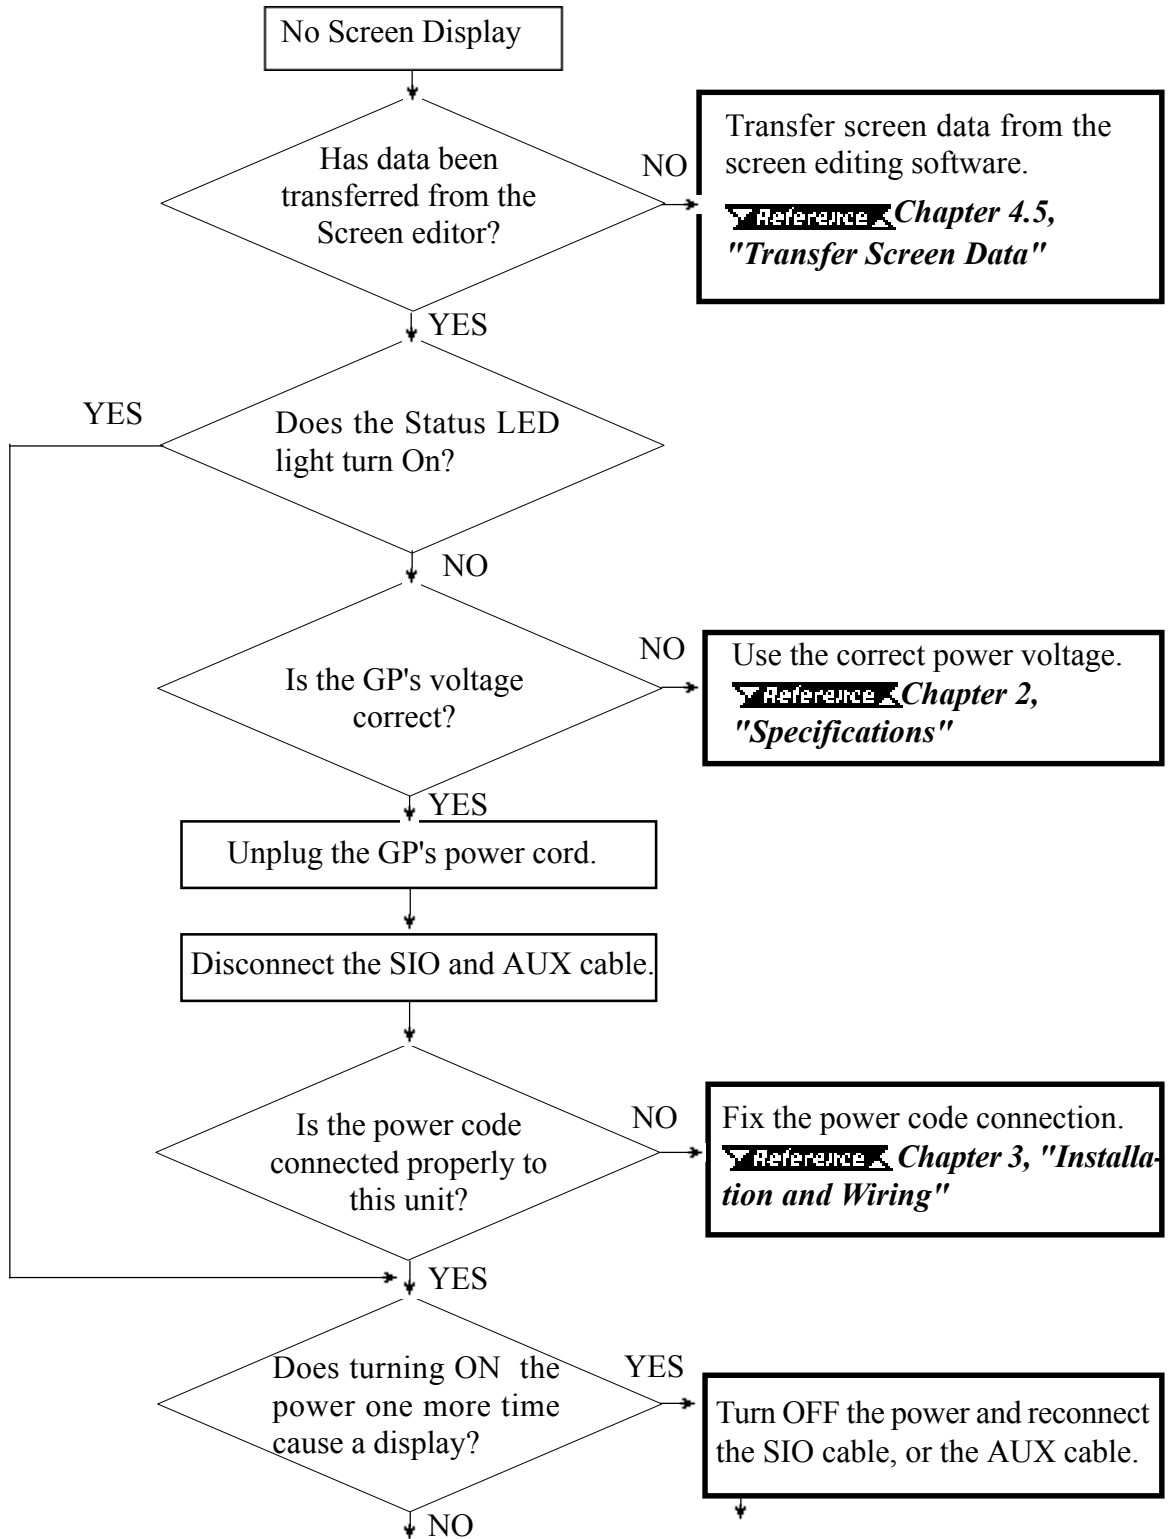 No Screen Display
Has data been
transferred from the
Screen editor?
NO
Transfer screen data from the
screen editing software.
Reference Chapter 4.5,
"Transfer Screen Data"
YES
YES
Does the Status LED
light turn On?
NO
Is the GP's voltage
correct?
NO
Use the correct power voltage.
Reference Chapter 2,
"Specifications"
YES
Unplug the GP's power cord.
Disconnect the SIO and AUX cable.
Is the power code
connected properly to
this unit?
NO
Fix the power code connection.
Reference Chapter 3, "Installa-
tion and Wiring"
YES
Does turning ON the
power one more time
cause a display?
YES
Turn OFF the power and reconnect
the SIO cable, or the AUX cable.
NO